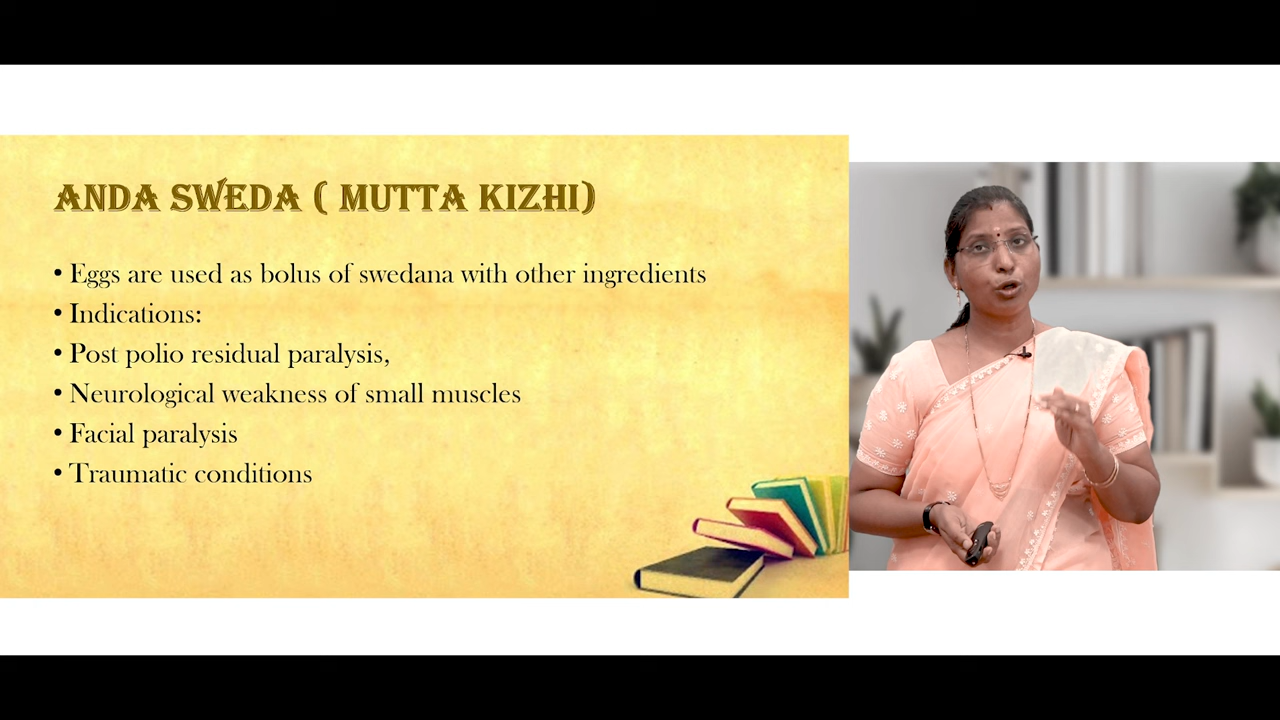 ANDA SWEDA ( MUTTA KIZHI)
• Eggs are used as bolus of swedana with other ingredients
• Indications:
• Post polio residual paralysis,
• Neurological weakness of small muscles
• Facial paralysis
• Traumatic conditions